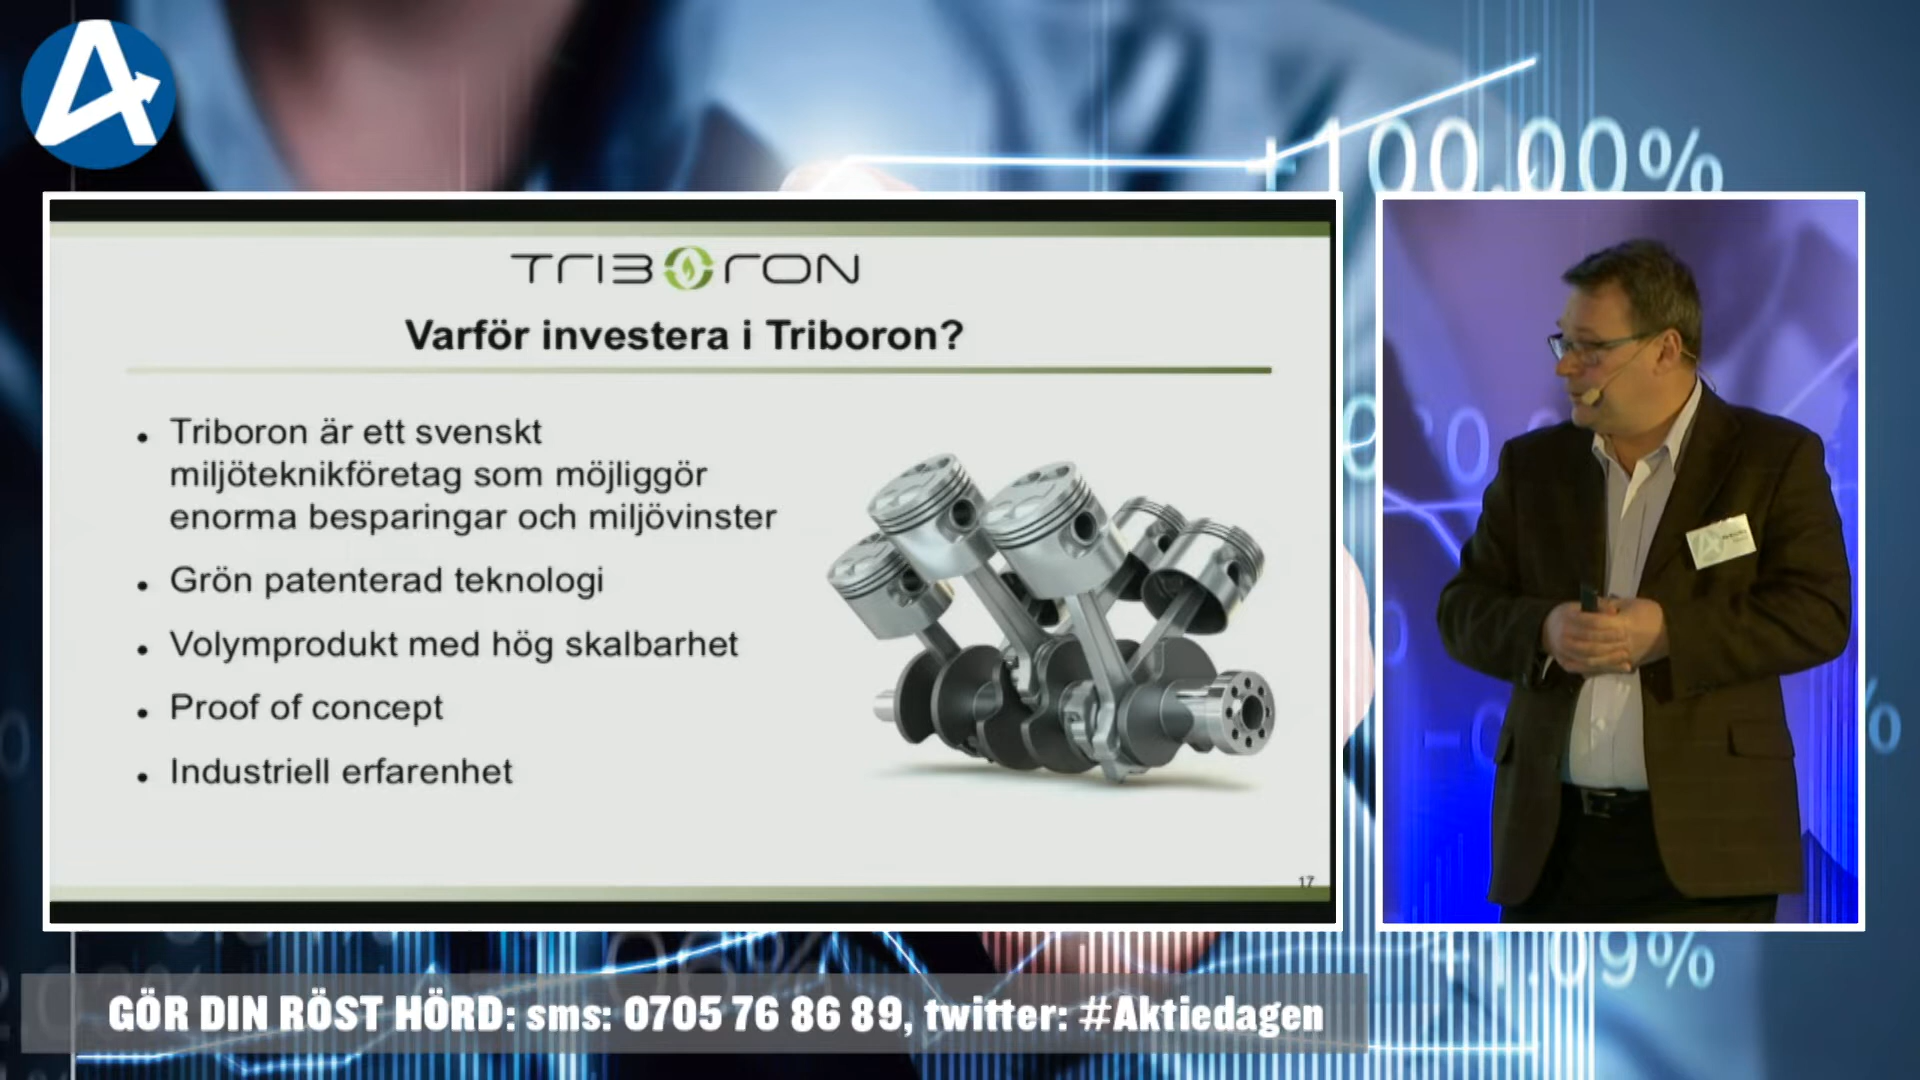 +100.00%
TRIBORON
Varför investera i Triboron?
• Triboron är ett svenskt
miljöteknikföretag som möjliggör
enorma besparingar och miljövinster
• Grön patenterad teknologi
• Volymprodukt med hög skalbarhet
• Proof of concept
• Industriell erfarenhet
17
GÖR DIN RÖST HÖRD: sms: 0705 76 86 89, twitter: #Aktiedagen